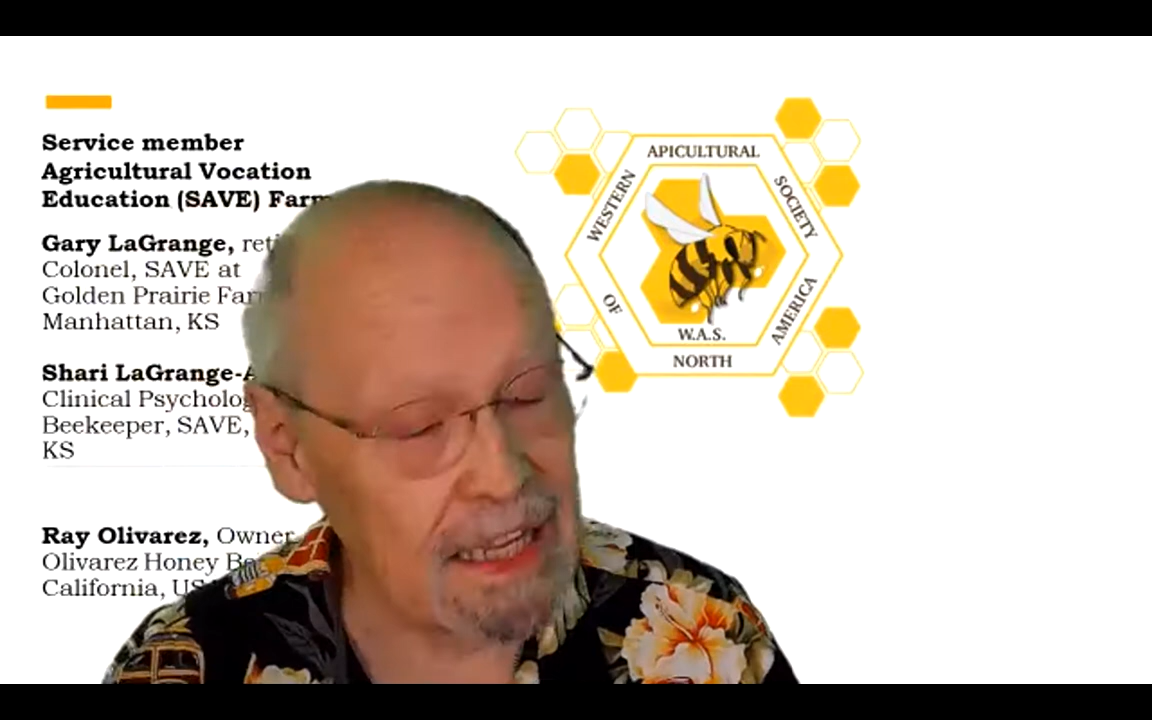 Service member
Agricultural Vocation
Education (SAVE)
Gary LaGrange,
Colonel, SAVE at
Golden Prairie
Manhattan, KS
Shari
Clinical
Beekeeper, SAVE,
KS
Ray Olivarez, Owner
Olivarez Honey
California,
APICULTURAL
WESTERN
SOCIETY
OF
AMERICA
W.A.S.
NORTH